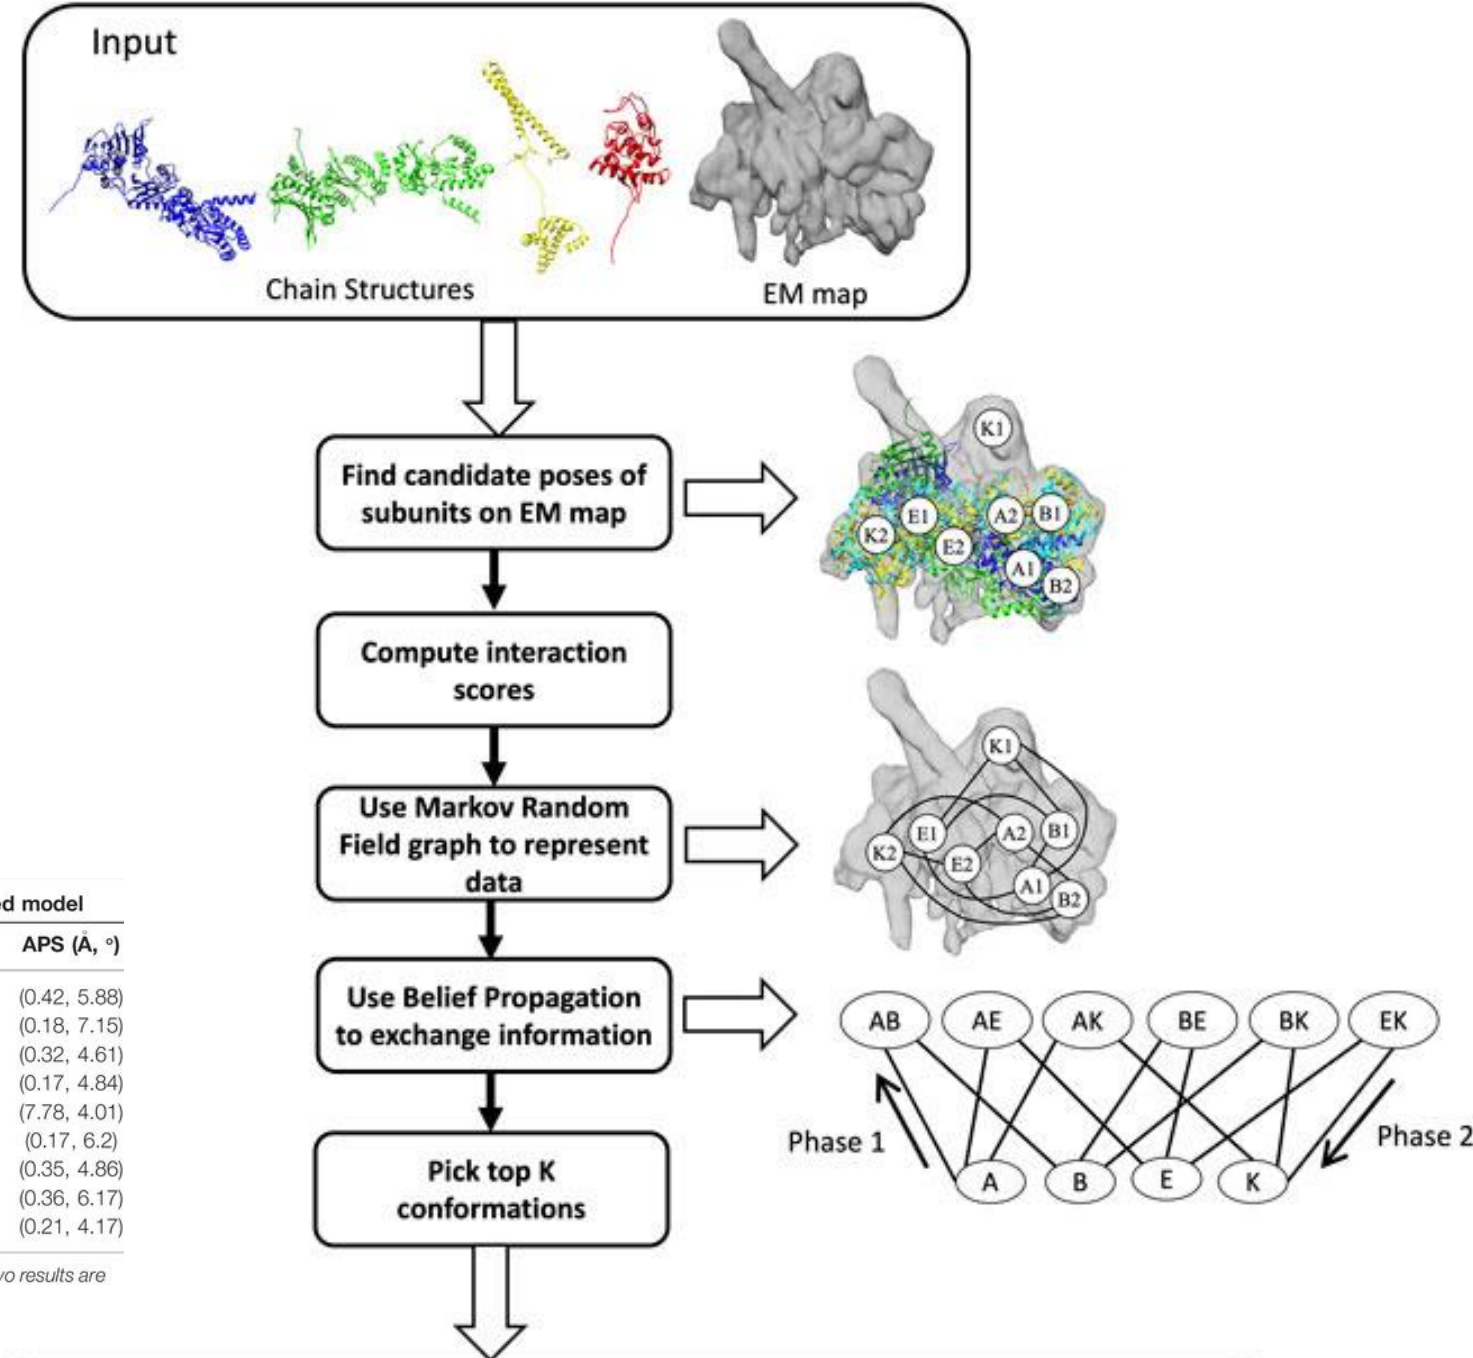 Input
Chain Structures
EM map
Find candidate poses of
subunits on EM map
K1
E1
A2
B1
K2
E2
A1
B2
Compute interaction
scores
Use Markov Random
Field graph to represent
data
K1
E1
A2
B1
K2
E2
A1
B2
Use Belief Propagation
to exchange information
AB
AE
AK
BE
BK
EK
Phase 1
Phase 2
A
B
E
K
Pick top K
conformations
ed model
APS (Å, °)
(0.42, 5.88)
(0.18, 7.15)
(0.32, 4.61)
(0.17, 4.84)
(7.78, 4.01)
(0.17, 6.2)
(0.35, 4.86)
(0.36, 6.17)
(0.21, 4.17)
wo results are